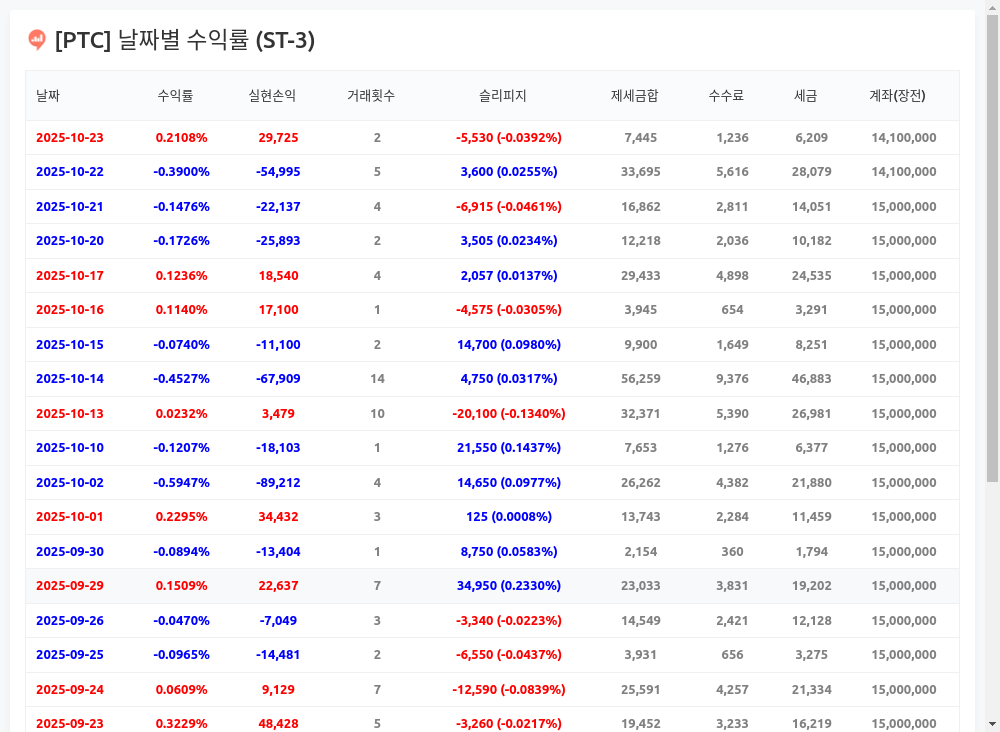 [PTC] 날짜별 수익률 (ST-3)
날짜 수익률 실현손익 거래횟수 슬리피지 제세금합 수수료 세금 계좌(장전)
2025-10-23 0.2108% 29,725 2 -5,530 (-0.0392%) 7,445 1,236 6,209 14,100,000
2025-10-22 -0.3900% -54,995 5 3,600 (0.0255%) 33,695 5,616 28,079 14,100,000
2025-10-21 -0.1476% -22,137 4 -6,915 (-0.0461%) 16,862 2,811 14,051 15,000,000
2025-10-20 -0.1726% -25,893 2 3,505 (0.0234%) 12,218 2,036 10,182 15,000,000
2025-10-17 0.1236% 18,540 4 2,057 (0.0137%) 29,433 4,898 24,535 15,000,000
2025-10-16 0.1140% 17,100 1 -4,575 (-0.0305%) 3,945 654 3,291 15,000,000
2025-10-15 -0.0740% -11,100 2 14,700 (0.0980%) 9,900 1,649 8,251 15,000,000
2025-10-14 -0.4527% -67,909 14 4,750 (0.0317%) 56,259 9,376 46,883 15,000,000
2025-10-13 0.0232% 3,479 10 -20,100 (-0.1340%) 32,371 5,390 26,981 15,000,000
2025-10-10 -0.1207% -18,103 1 21,550 (0.1437%) 7,653 1,276 6,377 15,000,000
2025-10-02 -0.5947% -89,212 4 14,650 (0.0977%) 26,262 4,382 21,880 15,000,000
2025-10-01 0.2295% 34,432 3 125 (0.0008%) 13,743 2,284 11,459 15,000,000
2025-09-30 -0.0894% -13,404 1 8,750 (0.0583%) 2,154 360 1,794 15,000,000
2025-09-29 0.1509% 22,637 7 34,950 (0.2330%) 23,033 3,831 19,202 15,000,000
2025-09-26 -0.0470% -7,049 3 -3,340 (-0.0223%) 14,549 2,421 12,128 15,000,000
2025-09-25 -0.0965% -14,481 2 -6,550 (-0.0437%) 3,931 656 3,275 15,000,000
2025-09-24 0.0609% 9,129 7 -12,590 (-0.0839%) 25,591 4,257 21,334 15,000,000
2025-09-23 0.3229% 48,428 5 -3,260 (-0.0217%) 19,452 3,233 16,219 15,000,000